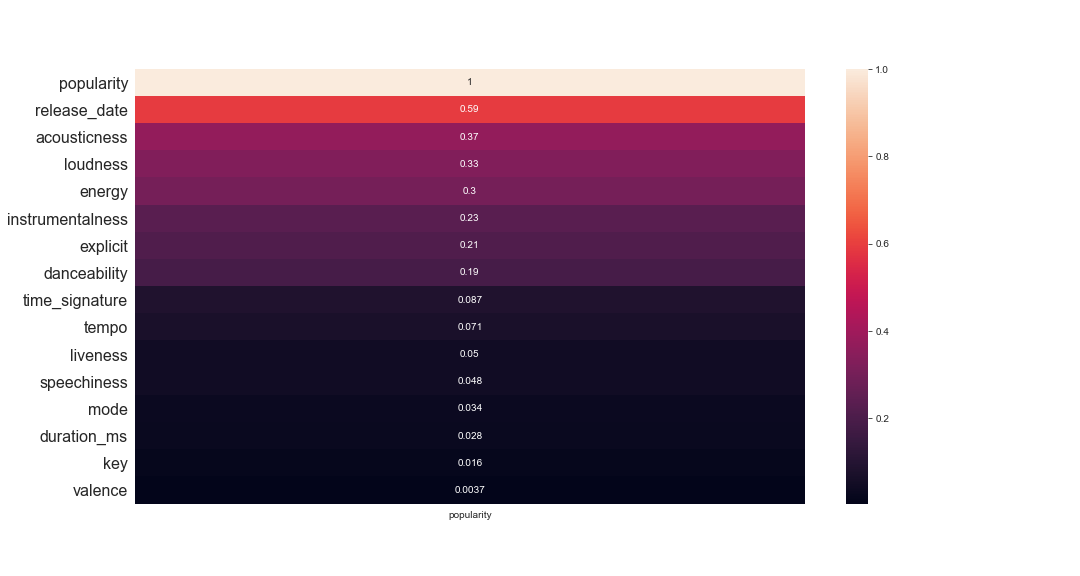 popularity 1
release_date 0.59
acousticness 0.37
loudness 0.33
energy 0.3
instrumentalness 0.23
explicit 0.21
danceability 0.19
time_signature 0.087
tempo 0.071
liveness 0.05
speechiness 0.048
mode 0.034
duration_ms 0.028
key 0.016
valence 0.0037
popularity
1.0
0.8
0.6
0.4
0.2